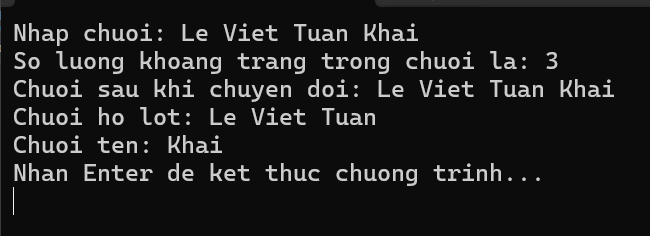 Nhap chuoi: Le Viet Tuan Khai
So luong khoang trang trong chuoi la: 3
Chuoi sau khi chuyen doi: Le Viet Tuan Khai
Chuoi ho lot: Le Viet Tuan
Chuoi ten: Khai
Nhan Enter de ket thuc chuong trinh...